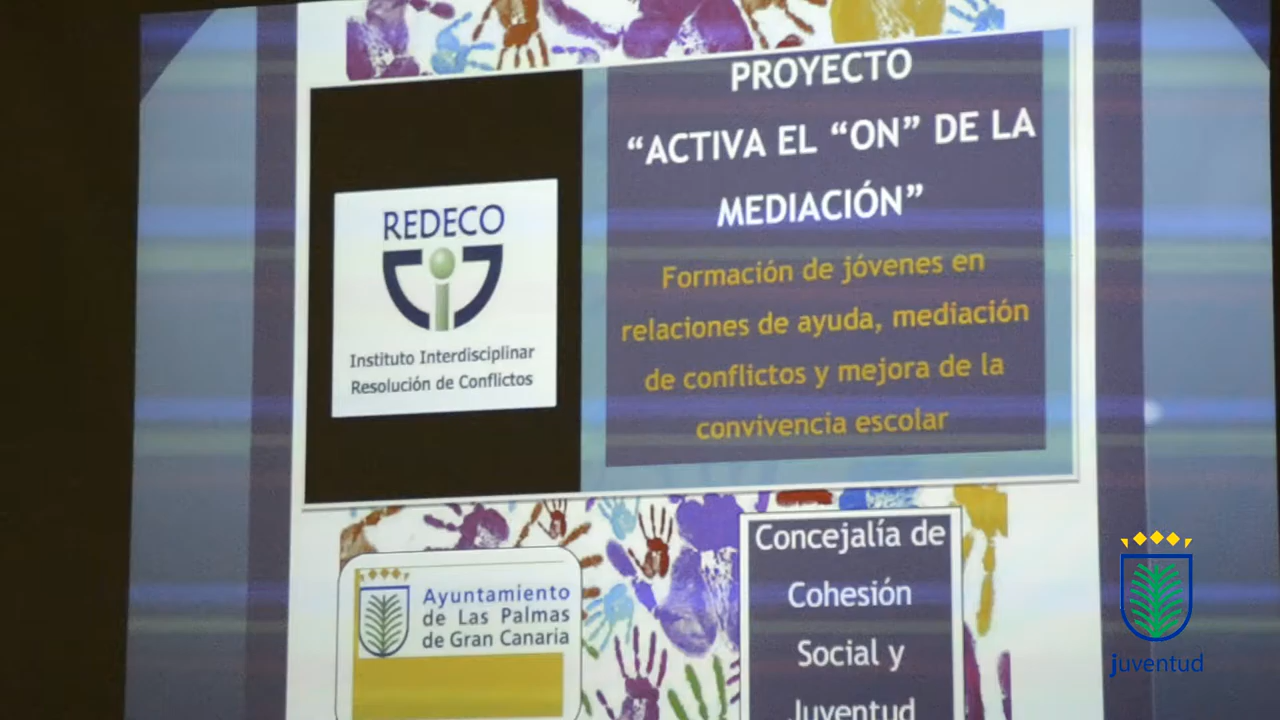 PROYECTO
“ACTIVA EL “ON” DE LA
MEDIACIÓN”
Formación de jóvenes en
relaciones de ayuda, mediación
de conflictos y mejora de la
convivencia escolar
REDECO
Instituto Interdisciplinar
Resolución de Conflictos
Ayuntamiento
de Las Palmas
de Gran Canaria
Concejalía de
Cohesión
Social y
Juventud
juventud